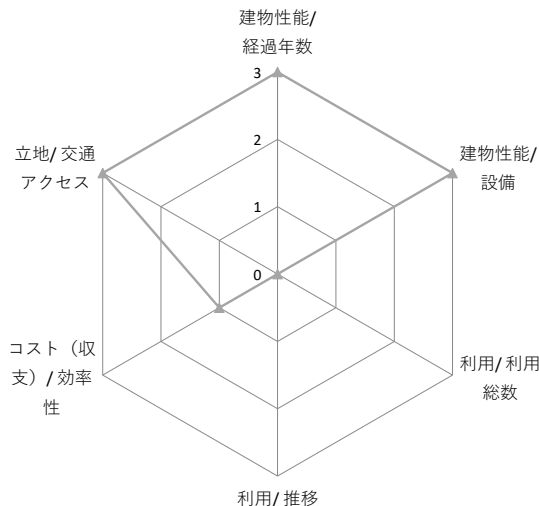 建物性能/
経過年数
3
立地/ 交通
アクセス
建物性能/
設備
2
1
0
コスト（収
支）/ 効率
性
利用/ 利用
総数
利用/ 推移